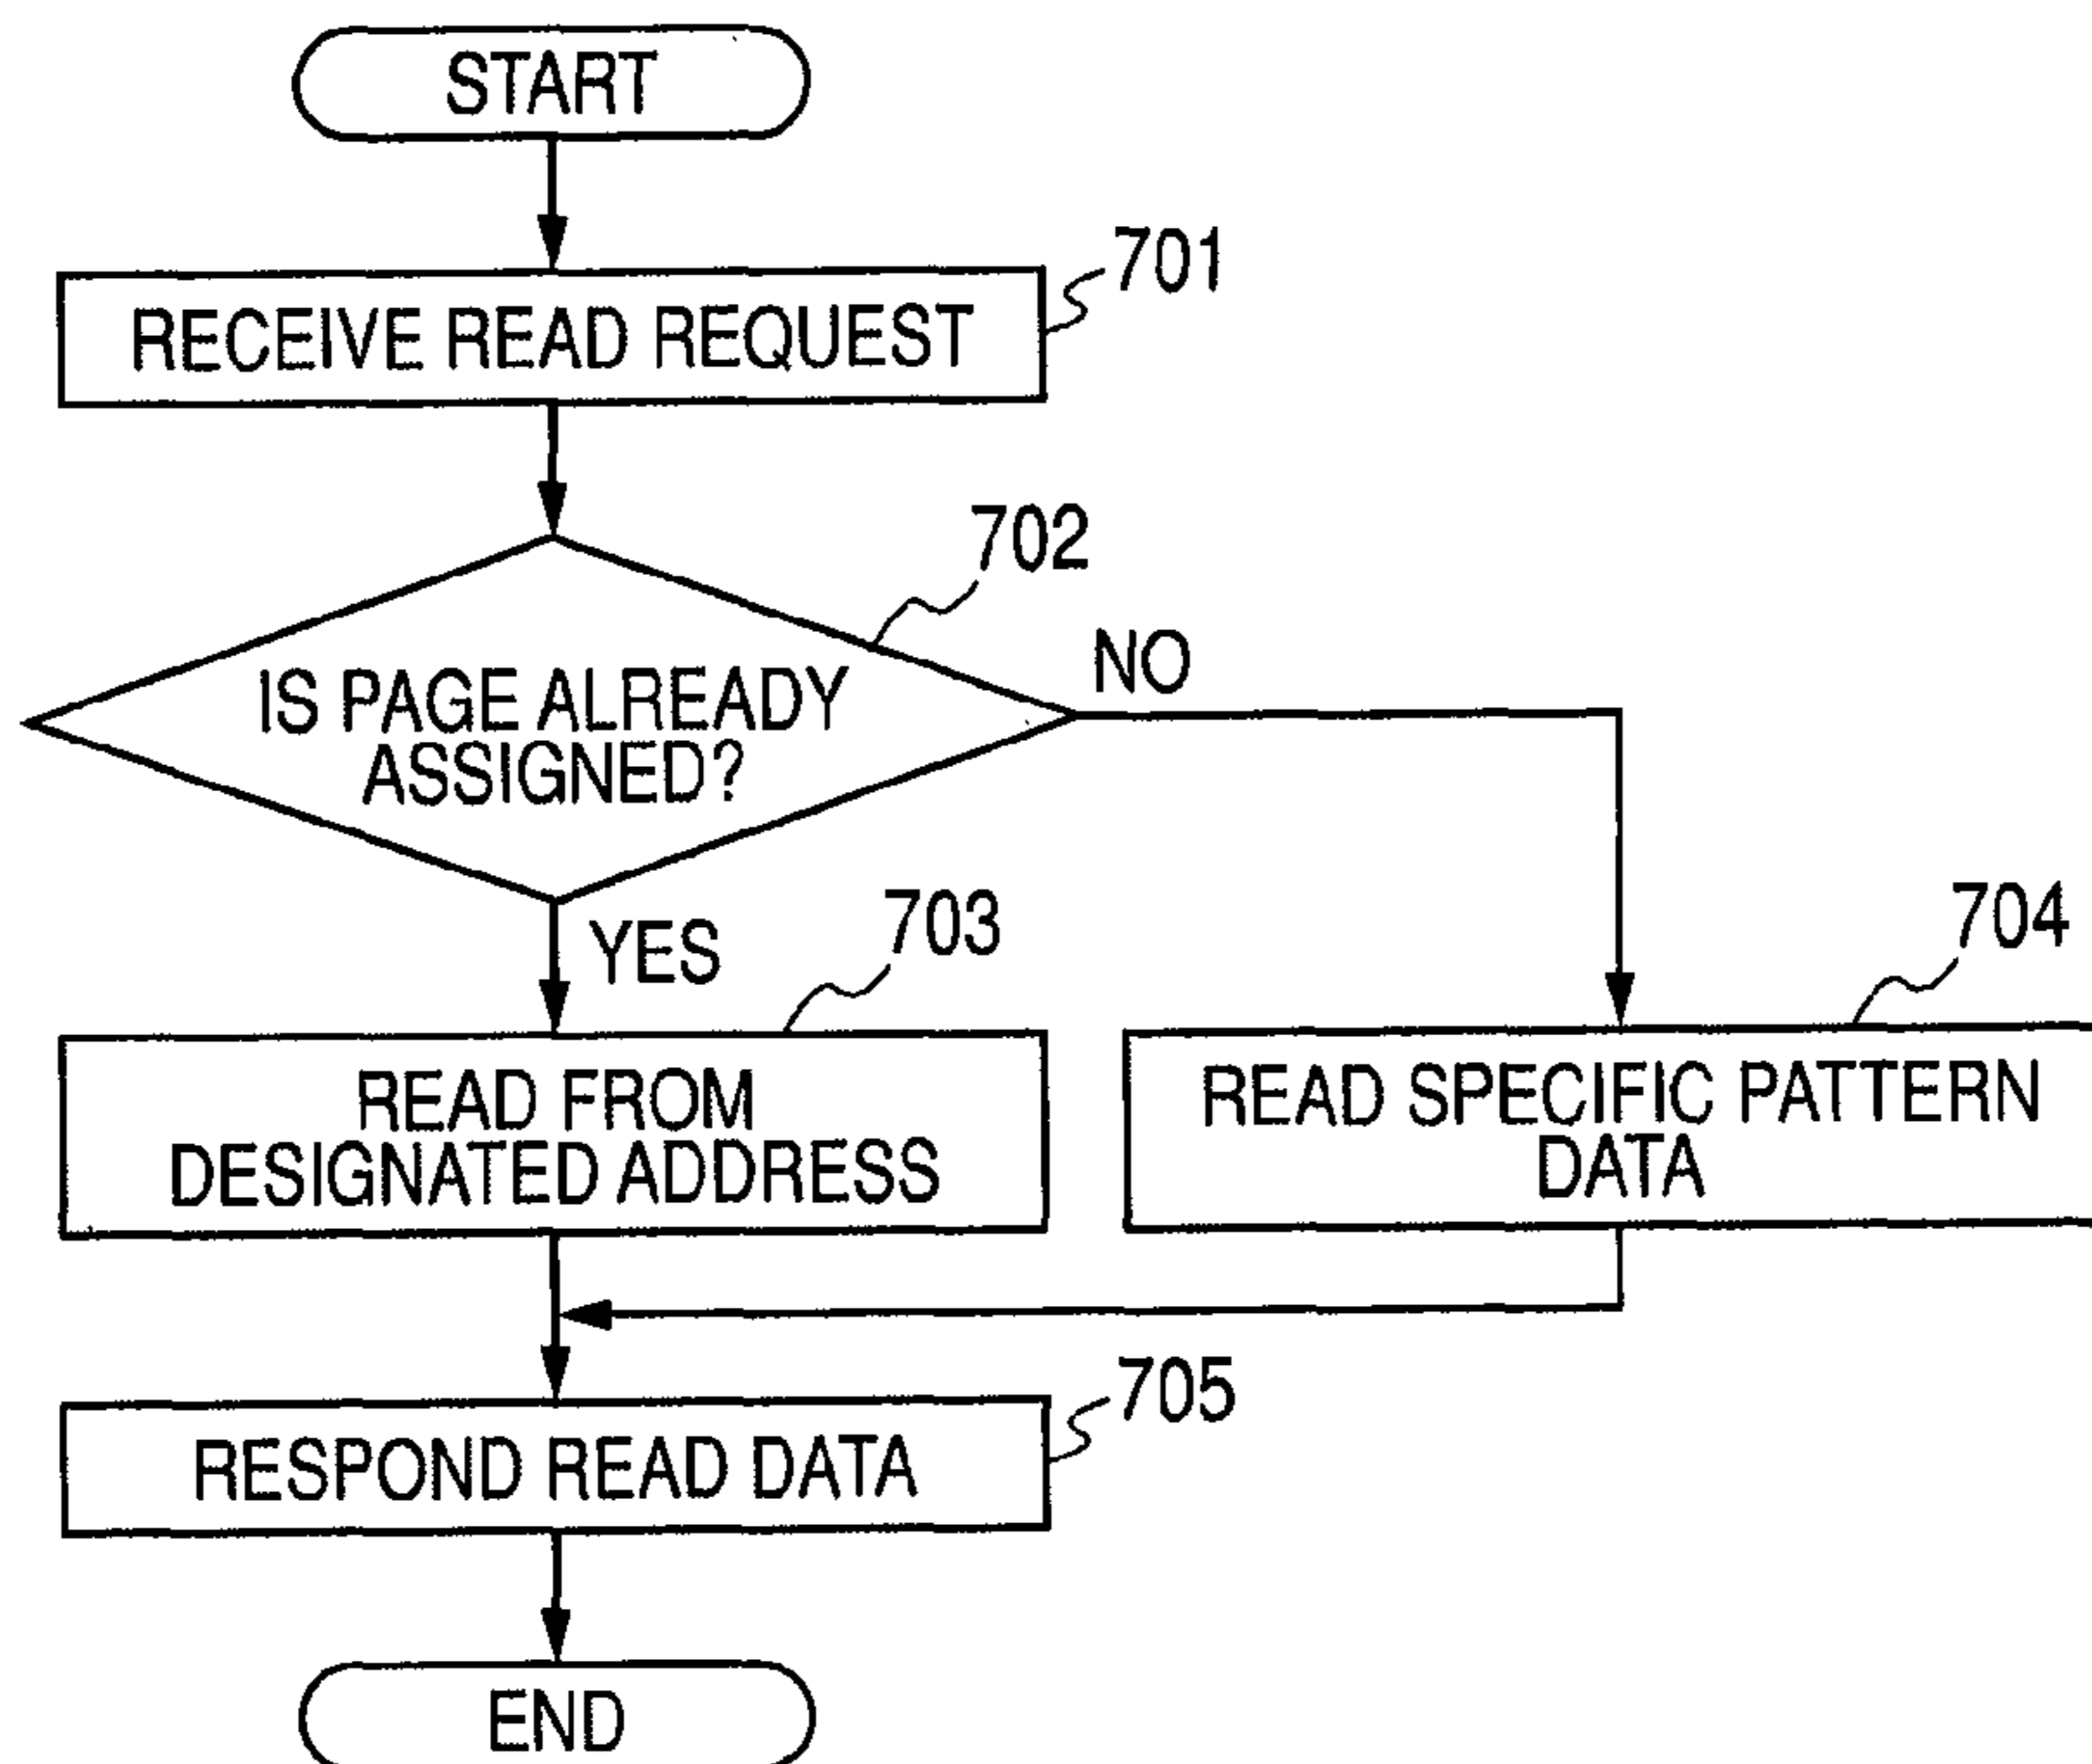 START
701
RECEIVE READ REQUEST
702
NO
IS PAGE ALREADY
ASSIGNED?
YES
703
704
READ FROM
DESIGNATED ADDRESS
READ SPECIFIC PATTERN
DATA
705
RESPOND READ DATA
END